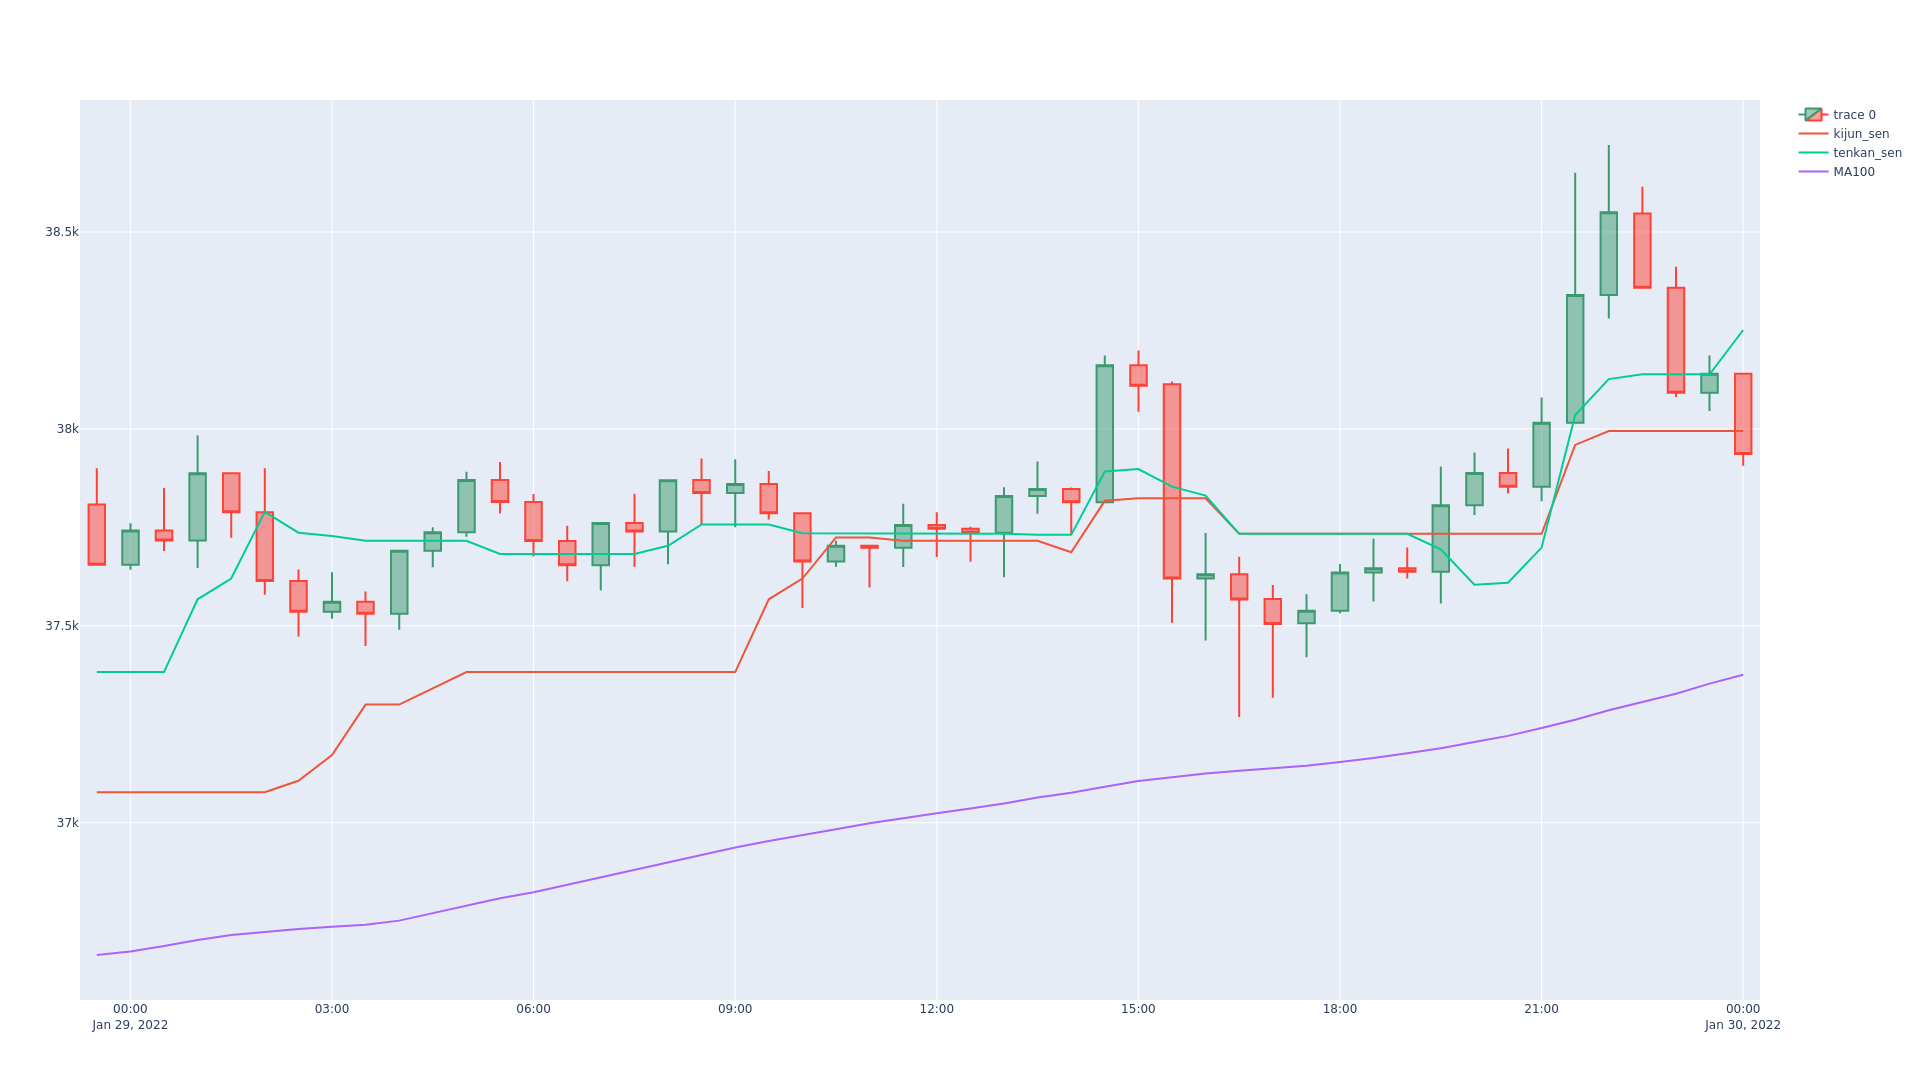 trace 0
kijun_sen
tenkan_sen
MA100
38.5k
38k
37.5k
37k
00:00 03:00 06:00 09:00 12:00 15:00 18:00 21:00 00:00
Jan 29, 2022 Jan 30, 2022